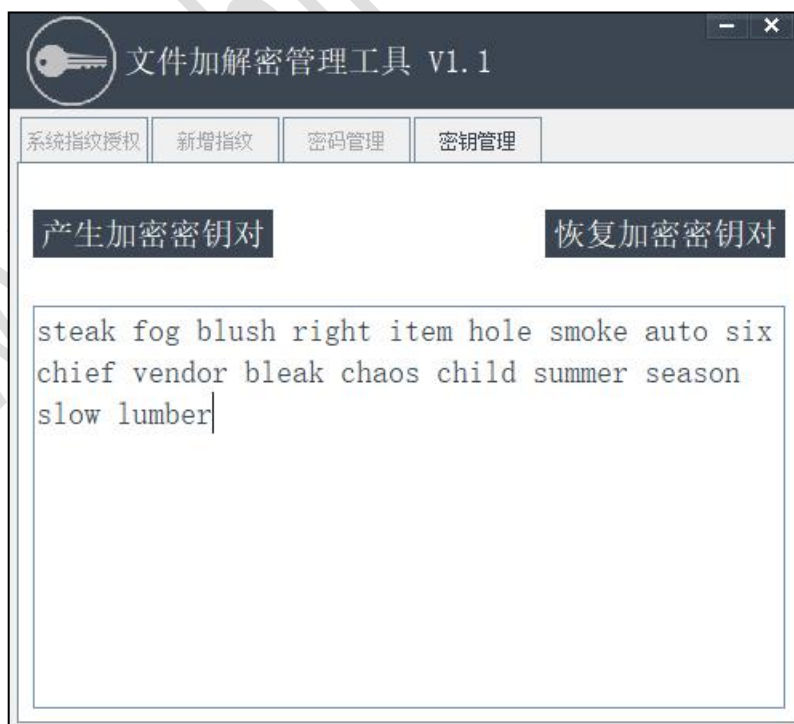 文件加解密管理工具 V1.1
系统指纹授权 新增指纹 密码管理 密钥管理
产生加密密钥对 恢复加密密钥对
steak fog blush right item hole smoke auto six
chief vendor bleak chaos child summer season
slow lumber